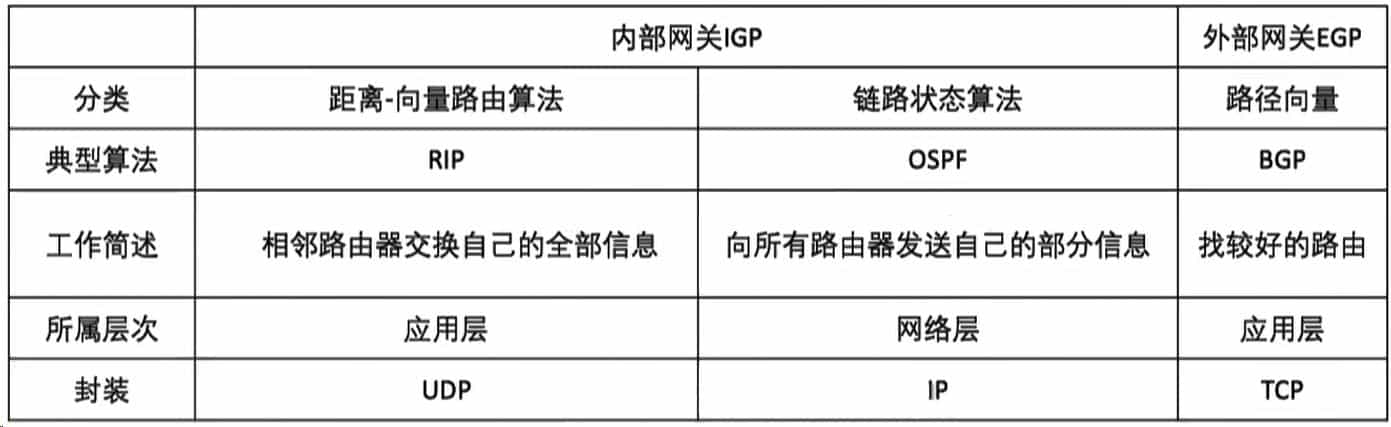 内部网关IGP 外部网关EGP
分类 距离-向量路由算法 链路状态算法 路径向量
典型算法 RIP OSPF BGP
工作简述 相邻路由器交换自己的全部信息 向所有路由器发送自己的部分信息 找较好的路由
所属层次 应用层 网络层 应用层
封装 UDP IP TCP